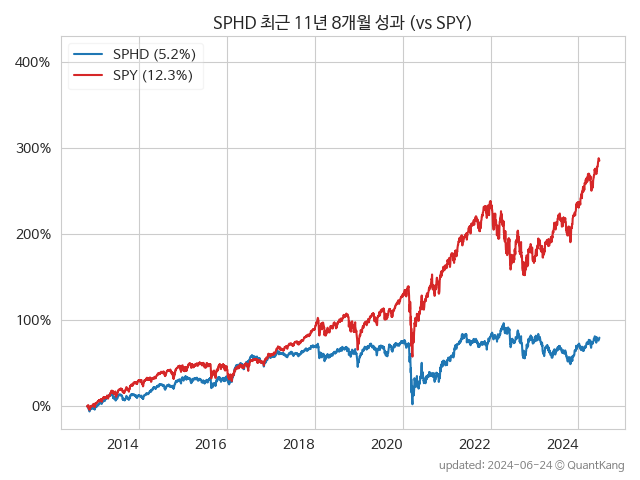 SPHD 최근 11년 8개월 성과 (vs SPY)
SPHD (5.2%)
SPY (12.3%)
400%
300%
200%
100%
0%
2014 2016 2018 2020 2022 2024
updated: 2024-06-24 © QuantKang